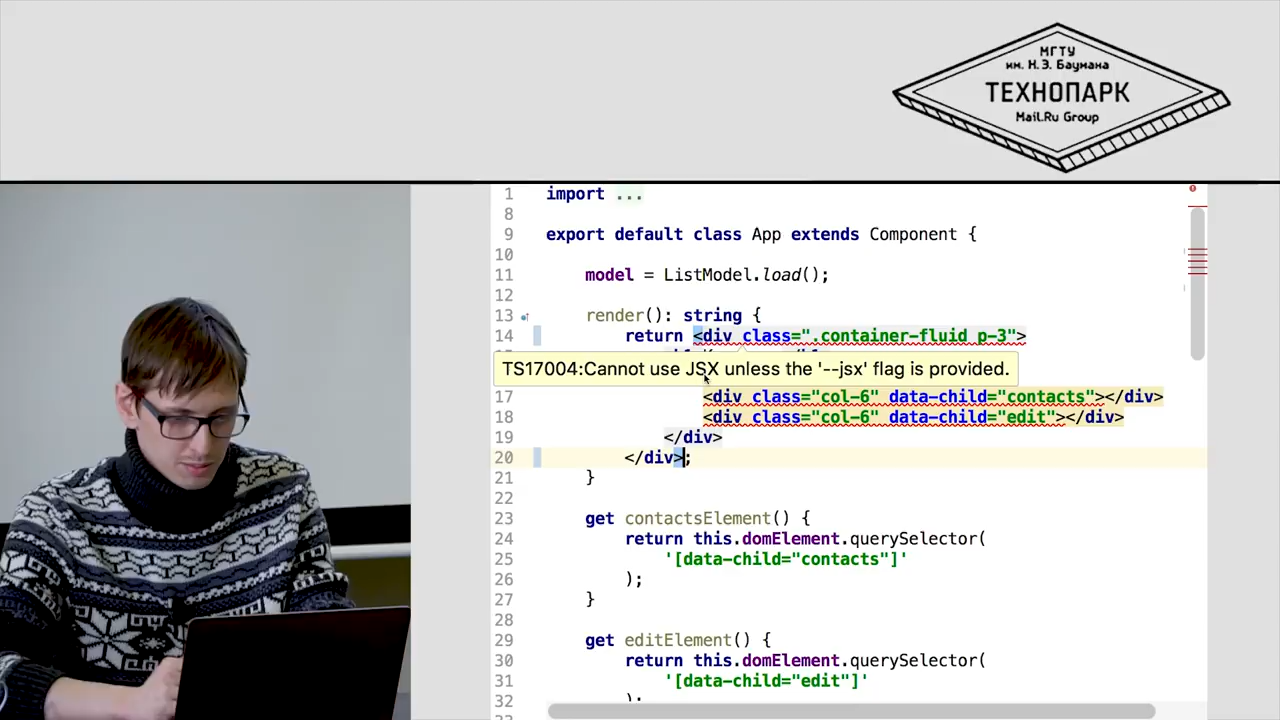 МГТУ
им. Н.Э. Баумана
ТЕХНОПАРК
Mail.Ru Group
1 import ...
8
9 export default class App extends Component {
10
11 model = ListModel.load();
12
13 render(): string {
14 return <div class=".container-fluid p-3">
TS17004:Cannot use JSX unless the '--jsx' flag is provided.
17 <div class="col-6" data-child="contacts"></div>
18 <div class="col-6" data-child="edit"></div>
19 </div>
20 </div>;
21 }
22
23 get contactsElement() {
24 return this.domElement.querySelector(
25 '[data-child="contacts"]'
26 );
27 }
28
29 get editElement() {
30 return this.domElement.querySelector(
31 '[data-child="edit"]'
32 );